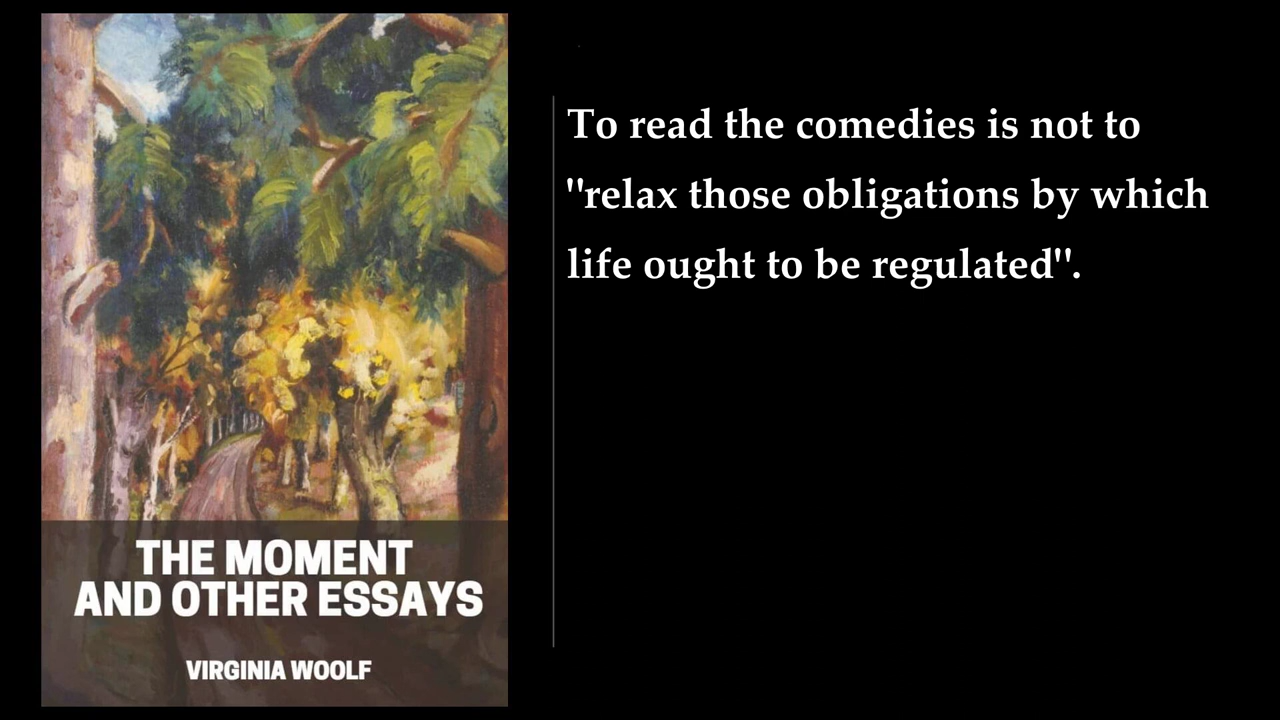 THE MOMENT
AND OTHER ESSAYS
VIRGINIA WOOLF
To read the comedies is not to
"relax those obligations by which
life ought to be regulated".